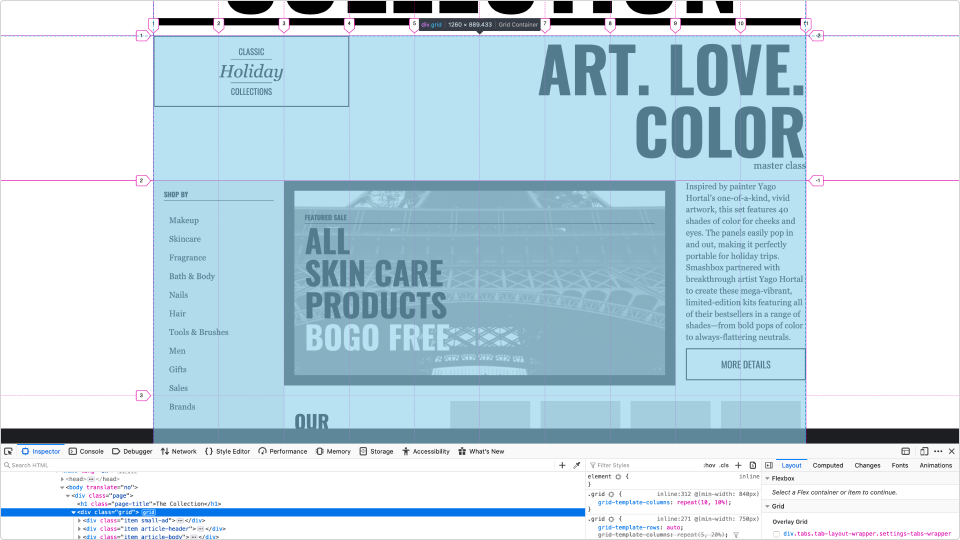 COLLECTION
div.grid 1260 × 889.433 Grid Container
1 2 3 4 5 7 8 9 10 11
1 -2
CLASSIC
Holiday
COLLECTIONS
ART. LOVE.
COLOR
master class
2 -1
SHOP BY
Makeup
Skincare
Fragrance
Bath & Body
Nails
Hair
Tools & Brushes
Men
Gifts
Sales
Brands
FEATURED SALE
ALL
SKIN CARE
PRODUCTS
BOGO FREE
Inspired by painter Yago
Hortal's one-of-a-kind, vivid
artwork, this set features 40
shades of color for cheeks and
eyes. The panels easily pop in
and out, making it perfectly
portable for holiday trips.
Smashbox partnered with
breakthrough artist Yago Hortal
to create these mega-vibrant,
limited-edition kits featuring all
of their bestsellers in a range of
shades—from bold pops of color
to always-flattering neutrals.
MORE DETAILS
3
OUR
Inspector Console Debugger Network {} Style Editor Performance Memory Storage Accessibility What's New
Search HTML
<head> </head>
<body translate="no">
<div class="page">
<h1 class="page-title">The Collection</h1>
<div class="grid"> grid
<div class="item small-ad"> </div>
<div class="item article-header"> </div>
<div class="item article-body"> </div>
Filter Styles :hov .cls +
element { inline
}
.grid { inline:312 @(min-width: 840px)
grid-template-columns: repeat(10, 10%);
}
.grid { inline:271 @(min-width: 750px)
grid-template-rows: auto;
grid-template-columns: repeat(5, 20%);
Layout Computed Changes Fonts Animations
Flexbox
Select a Flex container or item to continue.
Grid
Overlay Grid
div.tabs.tab-layout-wrapper.settings-tabs-wrapper